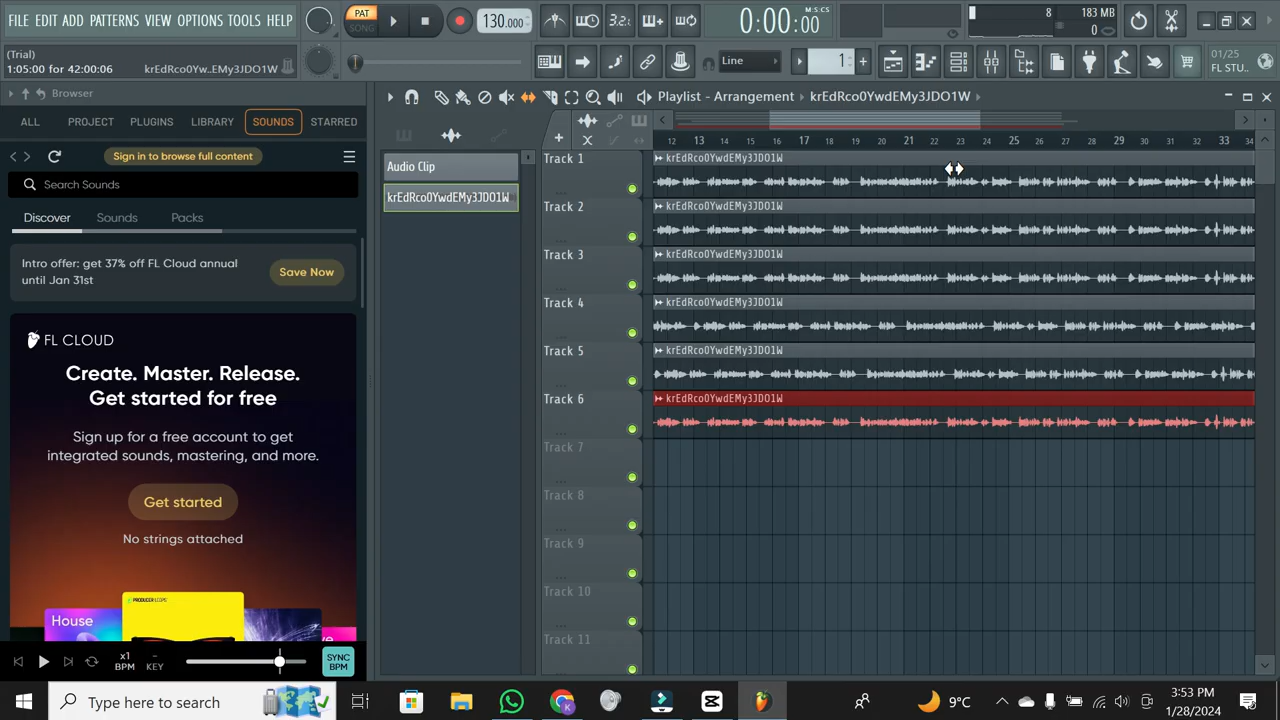 FILE EDIT ADD PATTERNS VIEW OPTIONS TOOLS HELP
(Trial)
1:05:00 for 42:00:06
krEdRco0Yw..EMy3JDO1W
PAT
SONG
130.000
3.2.
0:00:00
M:S:CS
8
183 MB
0
Line
1
01/25
FL STU..
Browser
ALL
PROJECT
PLUGINS
LIBRARY
SOUNDS
STARRED
Sign in to browse full content
Search Sounds
Discover
Sounds
Packs
Intro offer: get 37% off FL Cloud annual
until Jan 31st
Save Now
FL CLOUD
Create. Master. Release.
Get started for free
Sign up for a free account to get
integrated sounds, mastering, and more.
Get started
No strings attached
House
PRODUCER LOOPS
x1
BPM
-
KEY
SYNC
BPM
Playlist - Arrangement
krEdRco0YwdEMy3JDO1W
Audio Clip
krEdRco0YwdEMy3JDO1W
12 13 14 15 16 17 18 19 20 21 22 23 24 25 26 27 28 29 30 31 32 33 34
Track 1
krEdRco0YwdEMy3JDO1W
Track 2
krEdRco0YwdEMy3JDO1W
Track 3
krEdRco0YwdEMy3JDO1W
Track 4
krEdRco0YwdEMy3JDO1W
Track 5
krEdRco0YwdEMy3JDO1W
Track 6
krEdRco0YwdEMy3JDO1W
Track 7
Track 8
Track 9
Track 10
Track 11
Type here to search
9°C
3:53 PM
1/28/2024